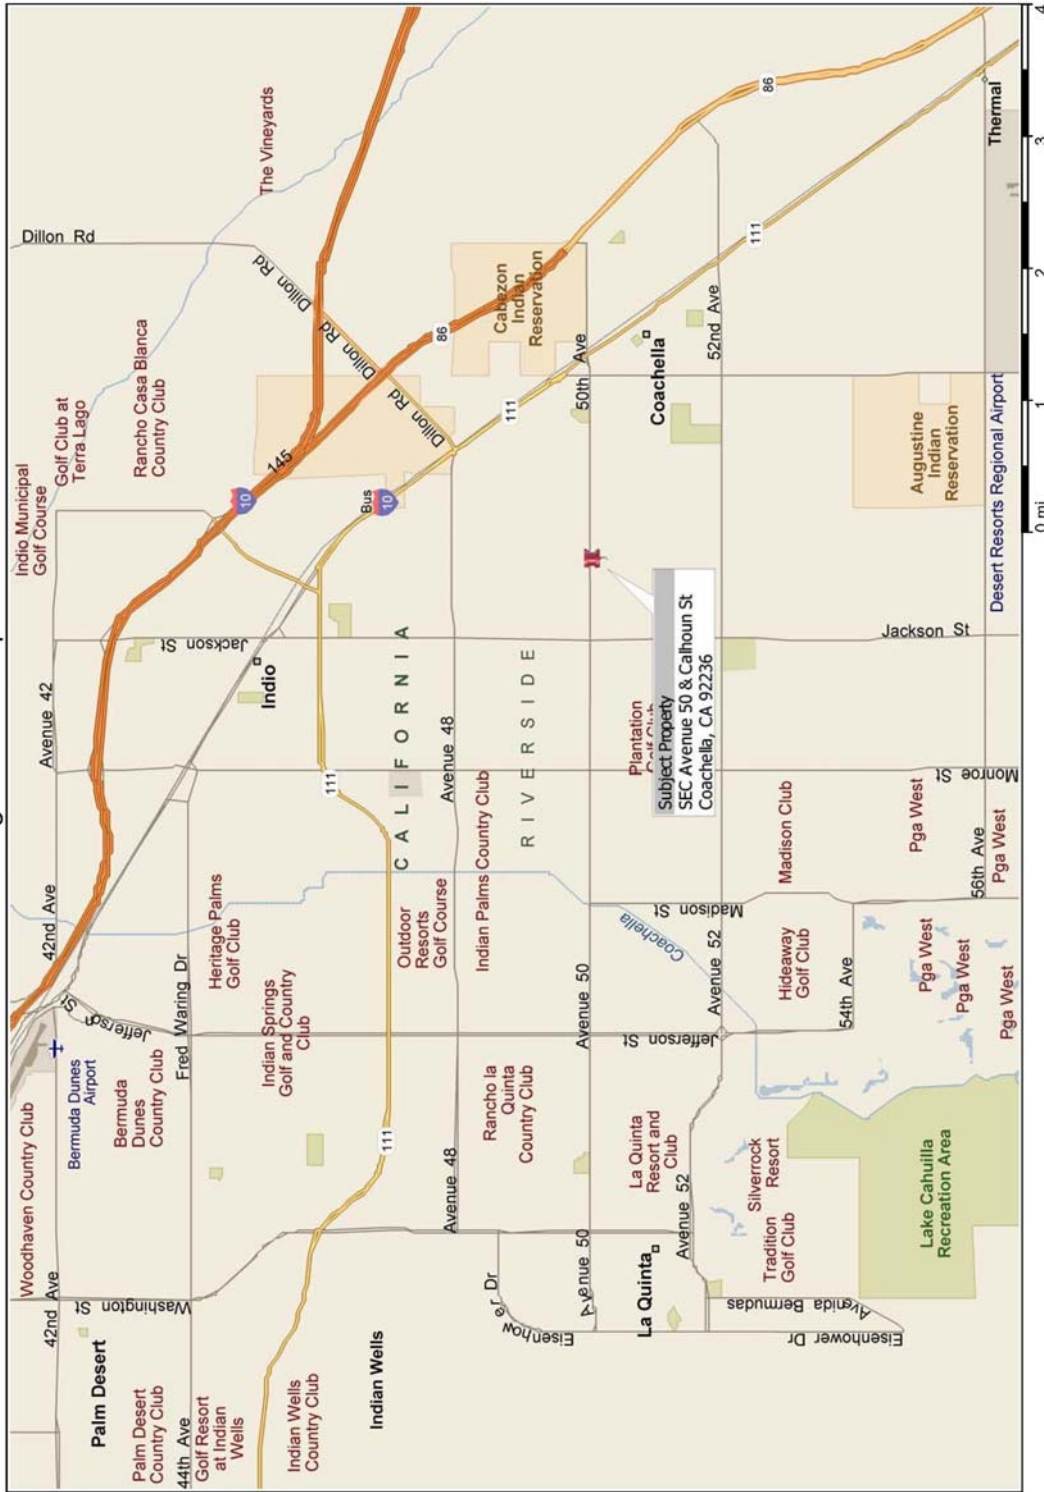 Woodhaven Country Club
42nd Ave
42nd Ave
Avenue 42
Indio Municipal
Golf Course
Dillon Rd
Palm Desert
Washington St
Bermuda Dunes
Airport
Jefferson St
Golf Club at
Terra Lago
Palm Desert
Country Club
Bermuda
Dunes
Country Club
Rancho Casa Blanca
Country Club
44th Ave
Fred Waring Dr
Jackson St
Golf Resort
at Indian
Wells
Heritage Palms
Golf Club
Indio
145
10
The Vineyards
Dillon Rd
Indian Springs
Golf and Country
Club
Indian Wells
Country Club
111
Dillon Rd
Dillon Rd
Bus
10
Indian Wells
111
CALIFORNIA
Outdoor
Resorts
Golf Course
Dillon Rd
86
Avenue 48
Avenue 48
Indian Palms Country Club
Rancho la
Quinta
Country Club
Eisenhower Dr
RIVERSIDE
111
Cabezon
Indian
Reservation
Avenue 50
Avenue 50
50th Ave
La Quinta
La Quinta
Resort and
Club
Coachella
Plantation
Golf Club
Subject Property
SEC Avenue 50 & Calhoun St
Coachella, CA 92236
Coachella
Avenue 52
Avenue 52
Madison St
52nd Ave
Jefferson St
111
86
Avenida Bermudas
Eisenhower Dr
Tradition
Golf Club
Silverrock
Resort
Hideaway
Golf Club
Madison Club
54th Ave
Jackson St
Augustine
Indian
Reservation
Lake Cahuilla
Recreation Area
Pga West
Pga West
Pga West
56th Ave
Monroe St
Pga West
Pga West
Desert Resorts Regional Airport
Thermal
0 mi
1
2
3
4